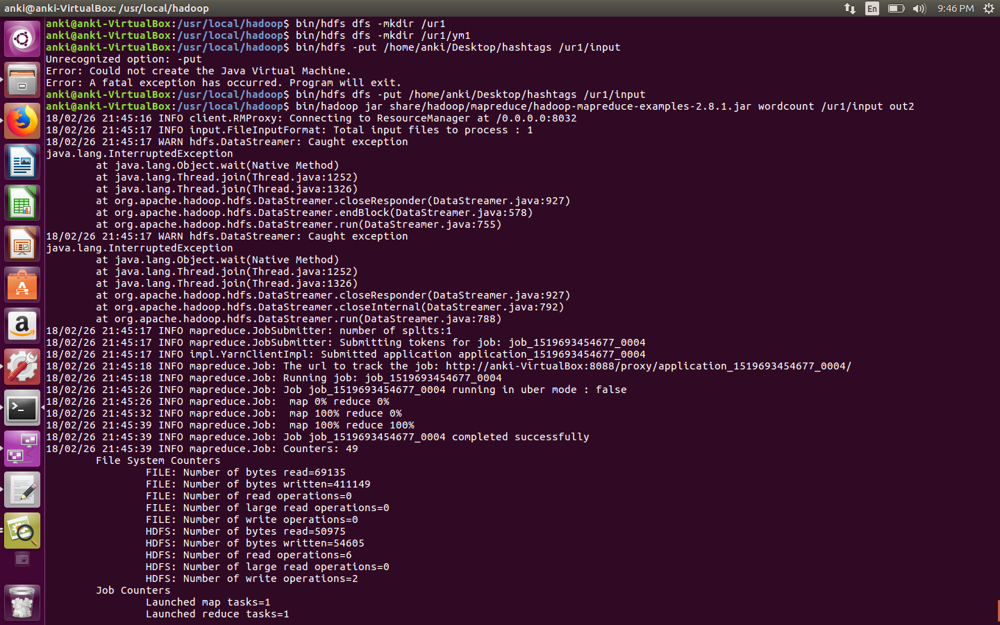 anki@anki-VirtualBox: /usr/local/hadoop
En
9:46 PM
anki@anki-VirtualBox:/usr/local/hadoop$ bin/hdfs dfs -mkdir /ur1
anki@anki-VirtualBox:/usr/local/hadoop$ bin/hdfs dfs -mkdir /ur1/ym1
anki@anki-VirtualBox:/usr/local/hadoop$ bin/hdfs -put /home/anki/Desktop/hashtags /ur1/input
Unrecognized option: -put
Error: Could not create the Java Virtual Machine.
Error: A fatal exception has occurred. Program will exit.
anki@anki-VirtualBox:/usr/local/hadoop$ bin/hdfs dfs -put /home/anki/Desktop/hashtags /ur1/input
anki@anki-VirtualBox:/usr/local/hadoop$ bin/hadoop jar share/hadoop/mapreduce/hadoop-mapreduce-examples-2.8.1.jar wordcount /ur1/input out2
18/02/26 21:45:16 INFO client.RMProxy: Connecting to ResourceManager at /0.0.0.0:8032
18/02/26 21:45:17 INFO input.FileInputFormat: Total input files to process : 1
18/02/26 21:45:17 WARN hdfs.DataStreamer: Caught exception
java.lang.InterruptedException
        at java.lang.Object.wait(Native Method)
        at java.lang.Thread.join(Thread.java:1252)
        at java.lang.Thread.join(Thread.java:1326)
        at org.apache.hadoop.hdfs.DataStreamer.closeResponder(DataStreamer.java:927)
        at org.apache.hadoop.hdfs.DataStreamer.endBlock(DataStreamer.java:578)
        at org.apache.hadoop.hdfs.DataStreamer.run(DataStreamer.java:755)
18/02/26 21:45:17 WARN hdfs.DataStreamer: Caught exception
java.lang.InterruptedException
        at java.lang.Object.wait(Native Method)
        at java.lang.Thread.join(Thread.java:1252)
        at java.lang.Thread.join(Thread.java:1326)
        at org.apache.hadoop.hdfs.DataStreamer.closeResponder(DataStreamer.java:927)
        at org.apache.hadoop.hdfs.DataStreamer.closeInternal(DataStreamer.java:792)
        at org.apache.hadoop.hdfs.DataStreamer.run(DataStreamer.java:788)
18/02/26 21:45:17 INFO mapreduce.JobSubmitter: number of splits:1
18/02/26 21:45:17 INFO mapreduce.JobSubmitter: Submitting tokens for job: job_1519693454677_0004
18/02/26 21:45:17 INFO impl.YarnClientImpl: Submitted application application_1519693454677_0004
18/02/26 21:45:18 INFO mapreduce.Job: The url to track the job: http://anki-VirtualBox:8088/proxy/application_1519693454677_0004/
18/02/26 21:45:18 INFO mapreduce.Job: Running job: job_1519693454677_0004
18/02/26 21:45:26 INFO mapreduce.Job: Job job_1519693454677_0004 running in uber mode : false
18/02/26 21:45:26 INFO mapreduce.Job:  map 0% reduce 0%
18/02/26 21:45:32 INFO mapreduce.Job:  map 100% reduce 0%
18/02/26 21:45:39 INFO mapreduce.Job:  map 100% reduce 100%
18/02/26 21:45:39 INFO mapreduce.Job: Job job_1519693454677_0004 completed successfully
18/02/26 21:45:39 INFO mapreduce.Job: Counters: 49
        File System Counters
                FILE: Number of bytes read=69135
                FILE: Number of bytes written=411149
                FILE: Number of read operations=0
                FILE: Number of large read operations=0
                FILE: Number of write operations=0
                HDFS: Number of bytes read=50975
                HDFS: Number of bytes written=54605
                HDFS: Number of read operations=6
                HDFS: Number of large read operations=0
                HDFS: Number of write operations=2
        Job Counters
                Launched map tasks=1
                Launched reduce tasks=1